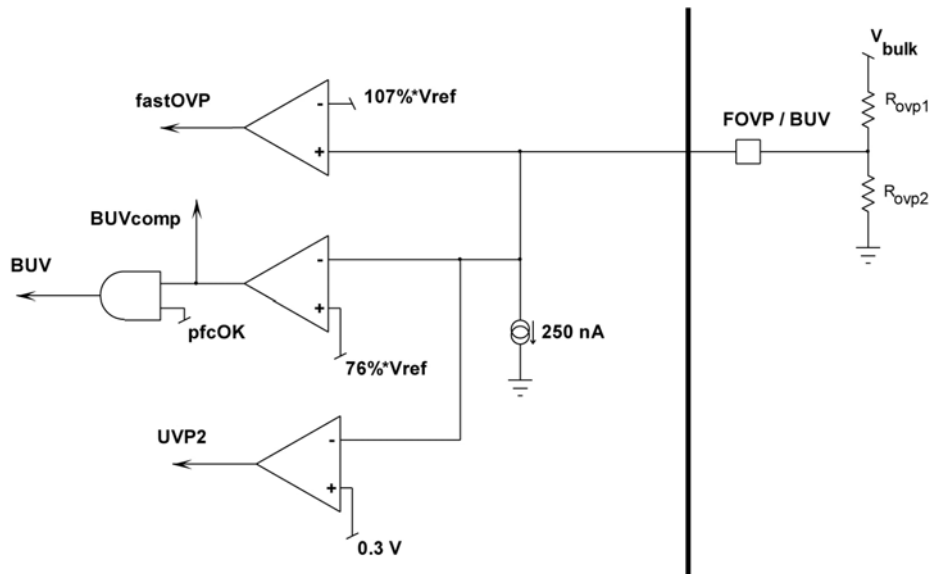 V bulk
fastOVP
-
107%*Vref
R ovp1
FOVP / BUV
+
R ovp2
BUVcomp
BUV
-
+
pfcOK
250 nA
76%*Vref
UVP2
-
+
0.3 V